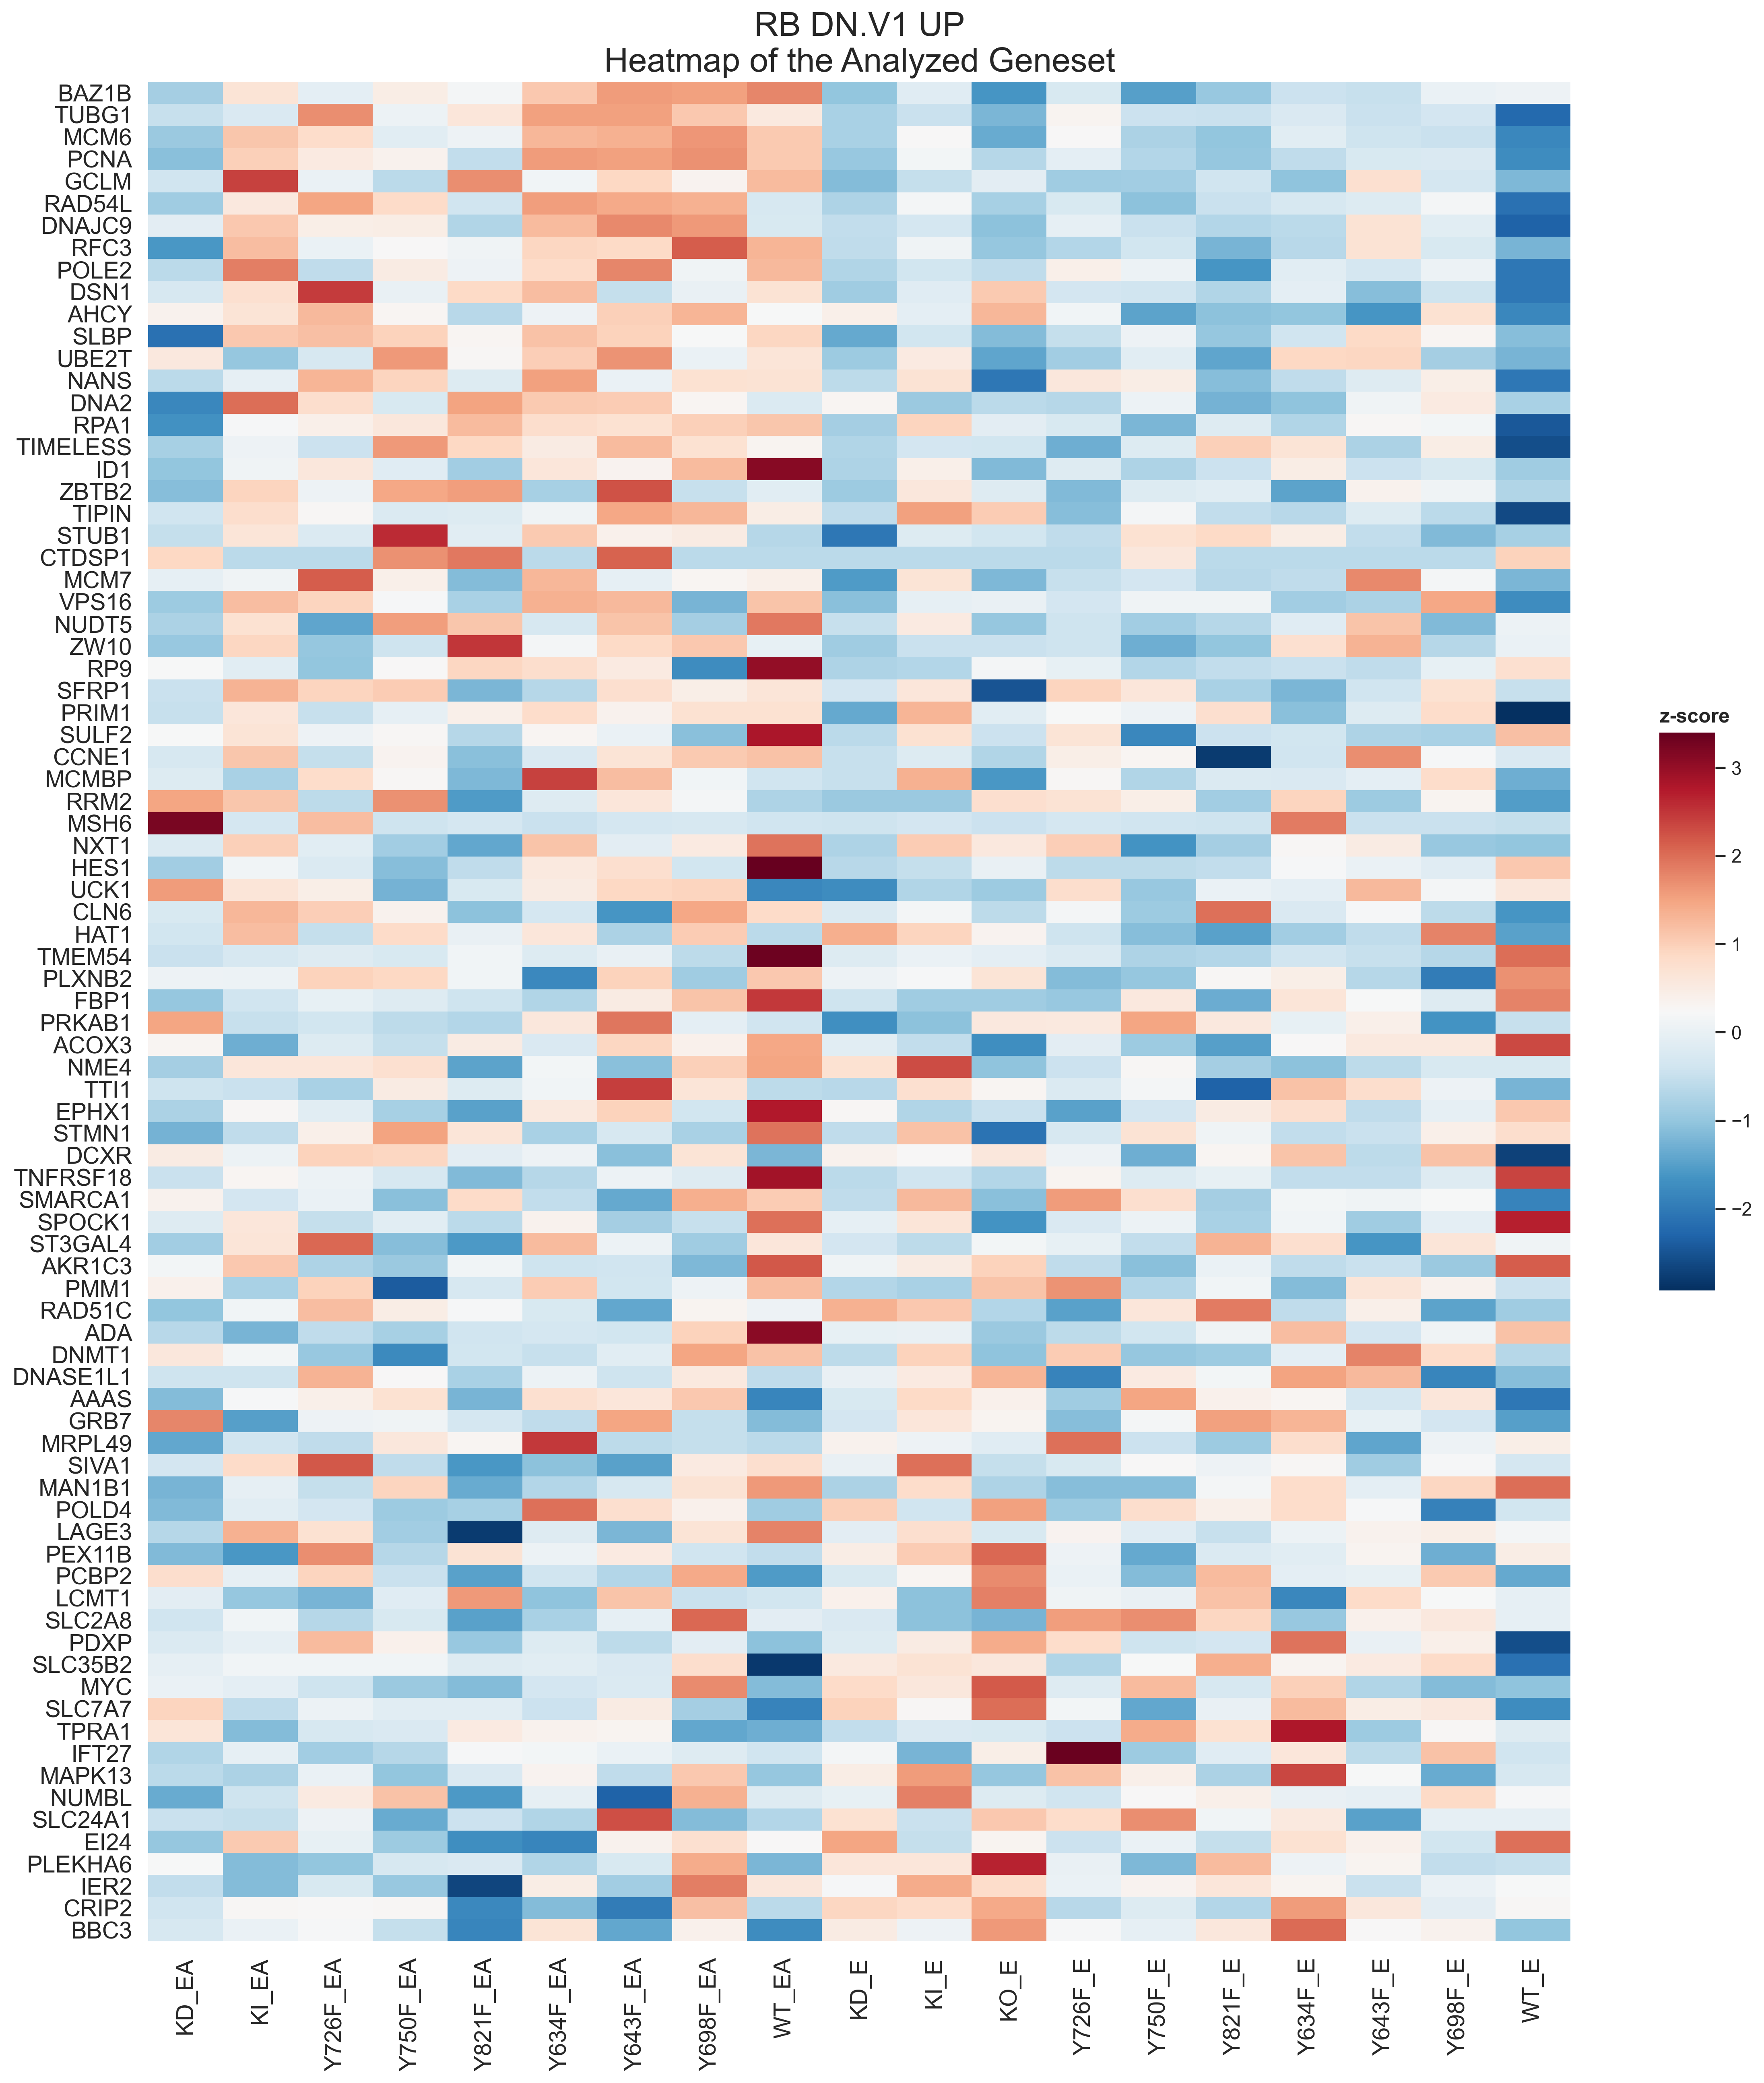 RB DN.V1 UP
Heatmap of the Analyzed Geneset
BAZ1B
TUBG1
MCM6
PCNA
GCLM
RAD54L
DNAJC9
RFC3
POLE2
DSN1
AHCY
SLBP
UBE2T
NANS
DNA2
RPA1
TIMELESS
ID1
ZBTB2
TIPIN
STUB1
CTDSP1
MCM7
VPS16
NUDT5
ZW10
RP9
SFRP1
PRIM1
SULF2
CCNE1
MCMBP
RRM2
MSH6
NXT1
HES1
UCK1
CLN6
HAT1
TMEM54
PLXNB2
FBP1
PRKAB1
ACOX3
NME4
TTI1
EPHX1
STMN1
DCXR
TNFRSF18
SMARCA1
SPOCK1
ST3GAL4
AKR1C3
PMM1
RAD51C
ADA
DNMT1
DNASE1L1
AAAS
GRB7
MRPL49
SIVA1
MAN1B1
POLD4
LAGE3
PEX11B
PCBP2
LCMT1
SLC2A8
PDXP
SLC35B2
MYC
SLC7A7
TPRA1
IFT27
MAPK13
NUMBL
SLC24A1
EI24
PLEKHA6
IER2
CRIP2
BBC3
KD_EA
KI_EA
Y726F_EA
Y750F_EA
Y821F_EA
Y634F_EA
Y643F_EA
Y698F_EA
WT_EA
KD_E
KI_E
KO_E
Y726F_E
Y750F_E
Y821F_E
Y634F_E
Y643F_E
Y698F_E
WT_E
z-score
3
2
1
0
−1
−2